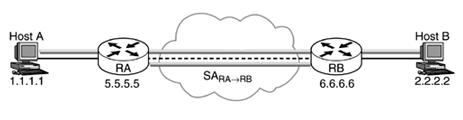 Host A
Host B
RA
SARA→RB
RB
1.1.1.1
5.5.5.5
6.6.6.6
2.2.2.2